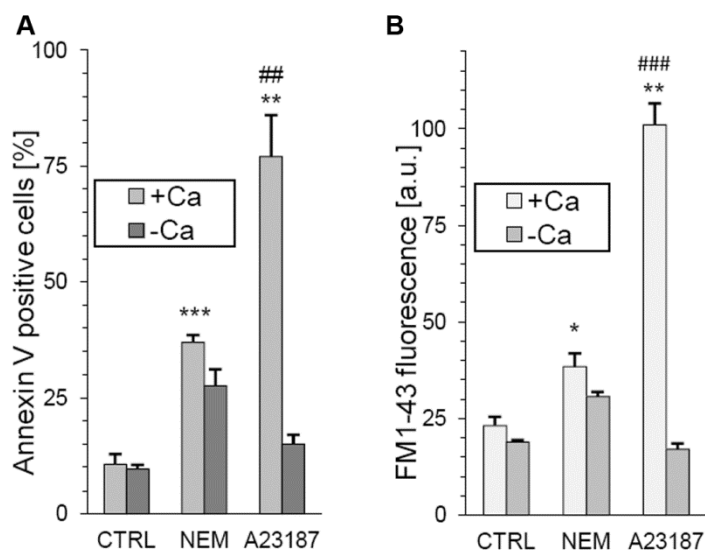 A
Annexin V positive cells [%]
100
75
50
25
0
+Ca
-Ca
***
##
**
CTRL NEM A23187
B
FM1-43 fluorescence [a.u.]
100
75
50
25
0
+Ca
-Ca
*
###
**
CTRL NEM A23187